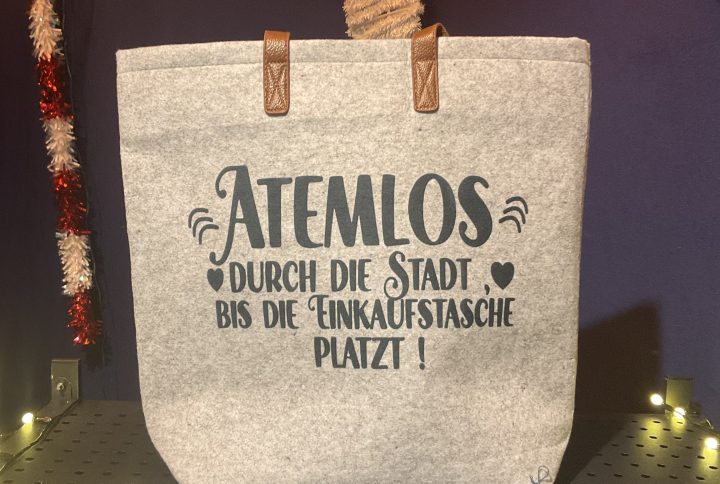 ATEMLOS
DURCH DIE STADT ,
BIS DIE EINKAUFSTASCHE
PLATZT !